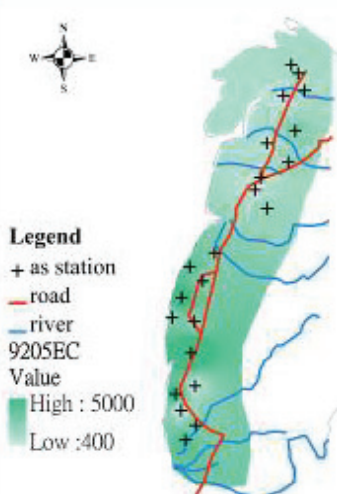 N
W E
S
Legend
as station
road
river
9205EC
Value
High : 5000
Low :400